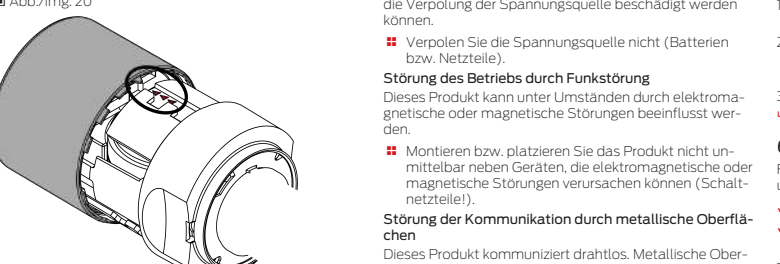 Abb./Img. 20
die Verpolung der Spannungsquelle beschädigt werden
können.
Verpolen Sie die Spannungsquelle nicht (Batterien
bzw. Netzteile).
Störung des Betriebs durch Funkstörung
Dieses Produkt kann unter Umständen durch elektroma-
gnetische oder magnetische Störungen beeinflusst wer-
den.
Montieren bzw. platzieren Sie das Produkt nicht un-
mittelbar neben Geräten, die elektromagnetische oder
magnetische Störungen verursachen können (Schalt-
netzteile!).
Störung der Kommunikation durch metallische Oberflä-
chen
Dieses Produkt kommuniziert drahtlos. Metallische Ober-